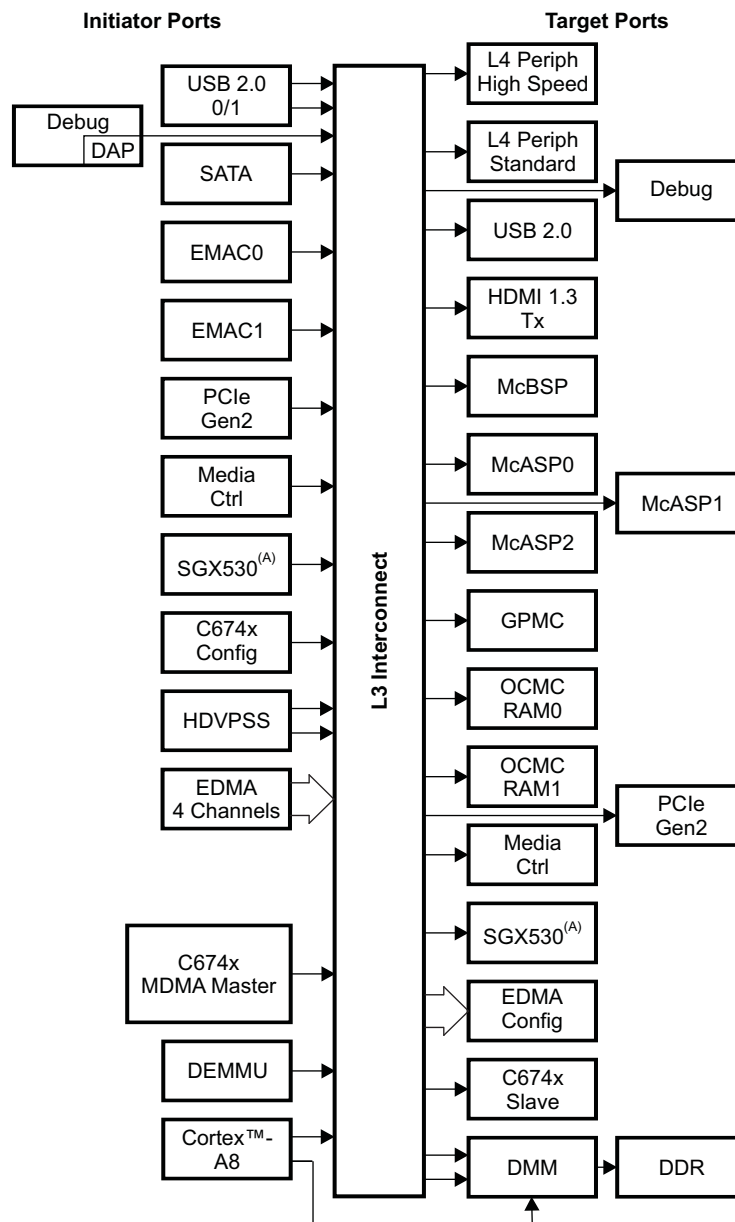 Initiator Ports
Target Ports
USB 2.0
0/1
Debug
DAP
SATA
EMAC0
EMAC1
PCIe
Gen2
Media
Ctrl
SGX530(A)
C674x
Config
HDVPSS
EDMA
4 Channels
C674x
MDMA Master
DEMMU
Cortex™-
A8
L3 Interconnect
L4 Periph
High Speed
L4 Periph
Standard
Debug
USB 2.0
HDMI 1.3
Tx
McBSP
McASP0
McASP1
McASP2
GPMC
OCMC
RAM0
OCMC
RAM1
PCIe
Gen2
Media
Ctrl
SGX530(A)
EDMA
Config
C674x
Slave
DMM
DDR